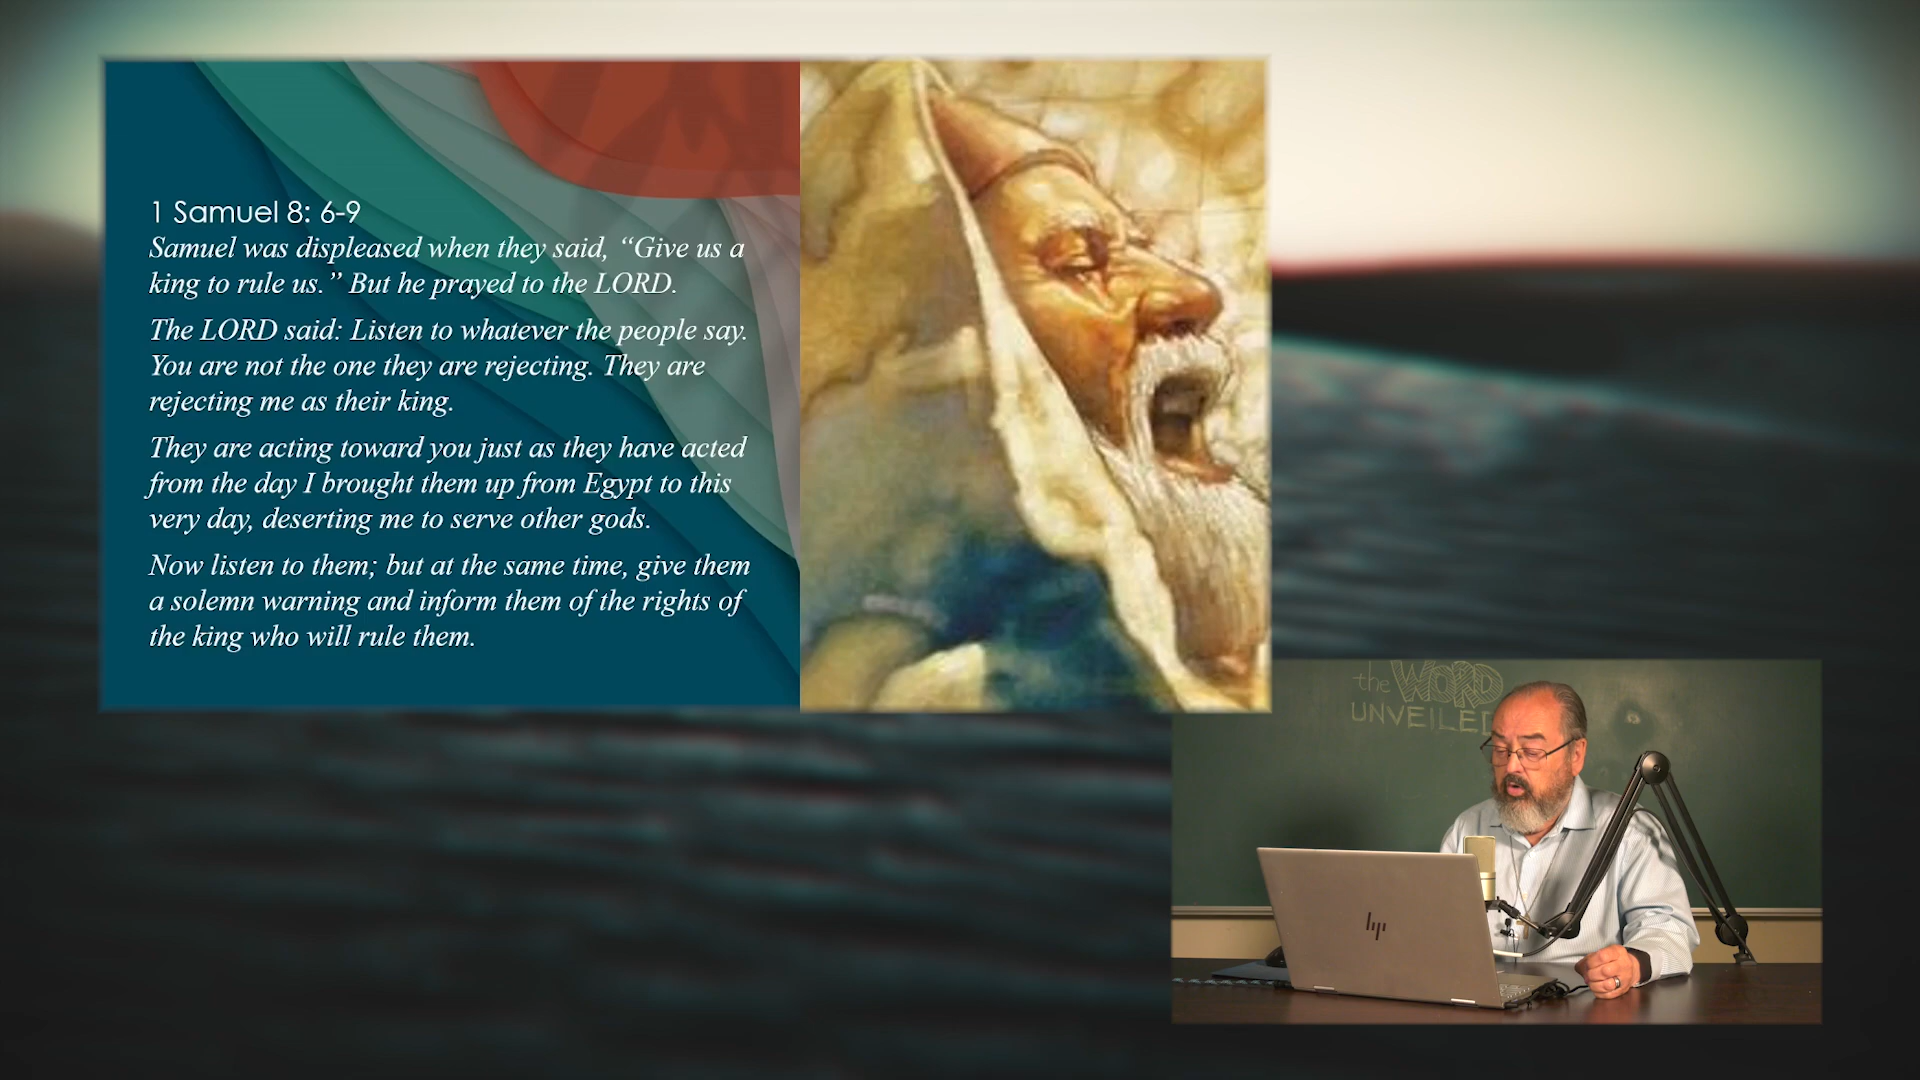 1 Samuel 8: 6-9
Samuel was displeased when they said, “Give us a
king to rule us.” But he prayed to the LORD.
The LORD said: Listen to whatever the people say.
You are not the one they are rejecting. They are
rejecting me as their king.
They are acting toward you just as they have acted
from the day I brought them up from Egypt to this
very day, deserting me to serve other gods.
Now listen to them; but at the same time, give them
a solemn warning and inform them of the rights of
the king who will rule them.
the WORD
UNVEILED
hp